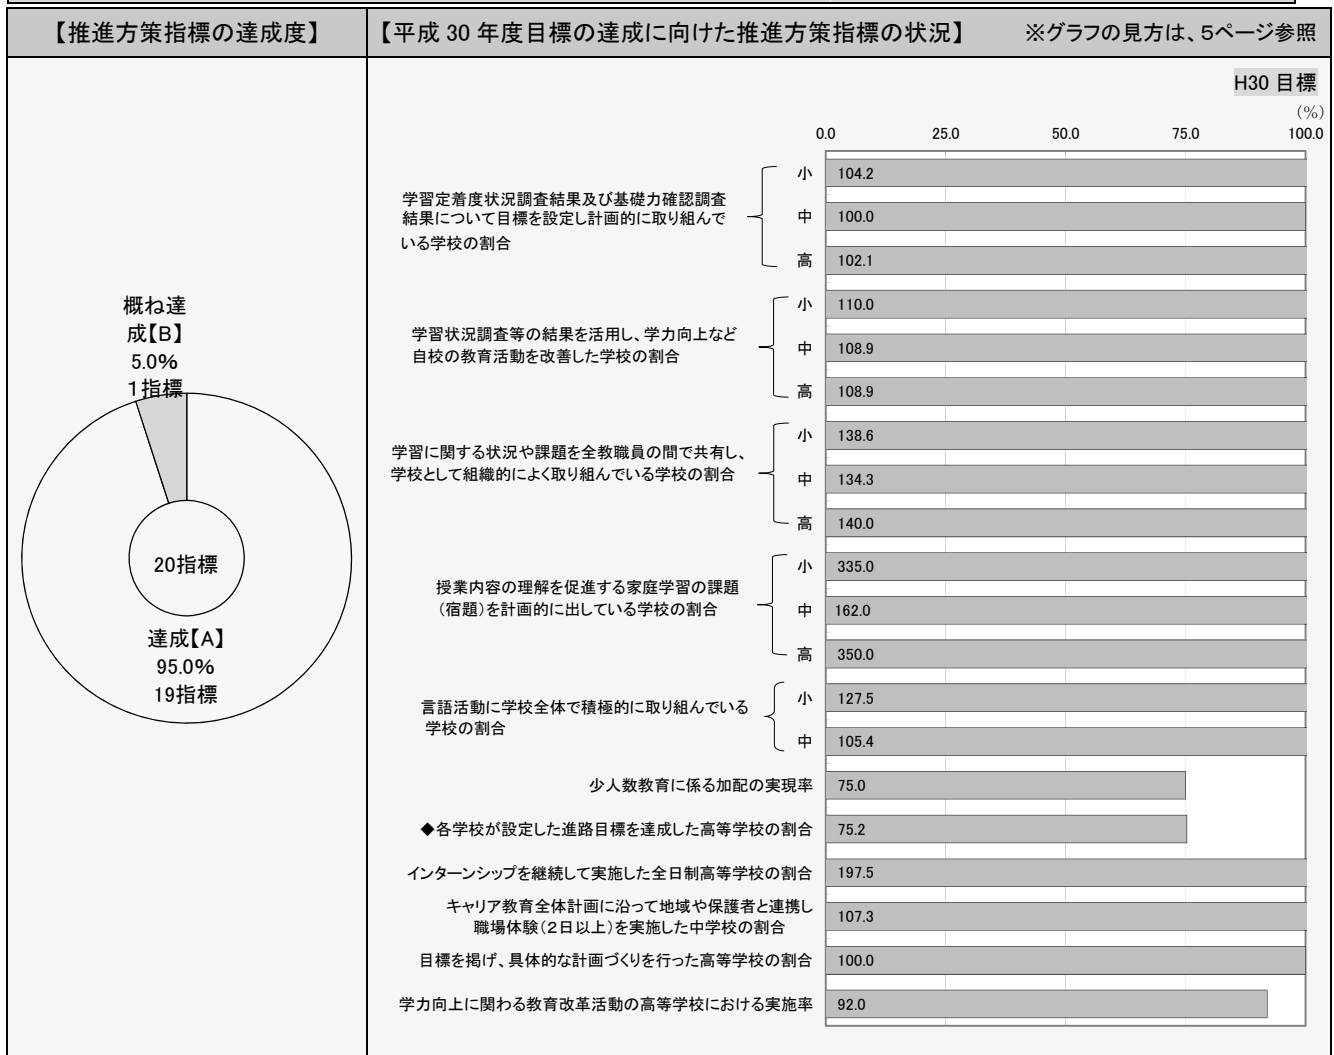 【推進方策指標の達成度】
【平成 30 年度目標の達成に向けた推進方策指標の状況】　※グラフの見方は、5ページ参照
概ね達
成【B】
5.0%
1指標
20指標
達成【A】
95.0%
19指標
H30 目標
(%)
0.0 25.0 50.0 75.0 100.0
学習定着度状況調査結果及び基礎力確認調査
結果について目標を設定し計画的に取り組んで
いる学校の割合
小 104.2
中 100.0
高 102.1
学習状況調査等の結果を活用し、学力向上など
自校の教育活動を改善した学校の割合
小 110.0
中 108.9
高 108.9
学習に関する状況や課題を全教職員の間で共有し、
学校として組織的によく取り組んでいる学校の割合
小 138.6
中 134.3
高 140.0
授業内容の理解を促進する家庭学習の課題
（宿題）を計画的に出している学校の割合
小 335.0
中 162.0
高 350.0
言語活動に学校全体で積極的に取り組んでいる
学校の割合
小 127.5
中 105.4
少人数教育に係る加配の実現率 75.0
◆各学校が設定した進路目標を達成した高等学校の割合 75.2
インターンシップを継続して実施した全日制高等学校の割合 197.5
キャリア教育全体計画に沿って地域や保護者と連携し
職場体験（2日以上）を実施した中学校の割合 107.3
目標を掲げ、具体的な計画づくりを行った高等学校の割合 100.0
学力向上に関わる教育改革活動の高等学校における実施率 92.0